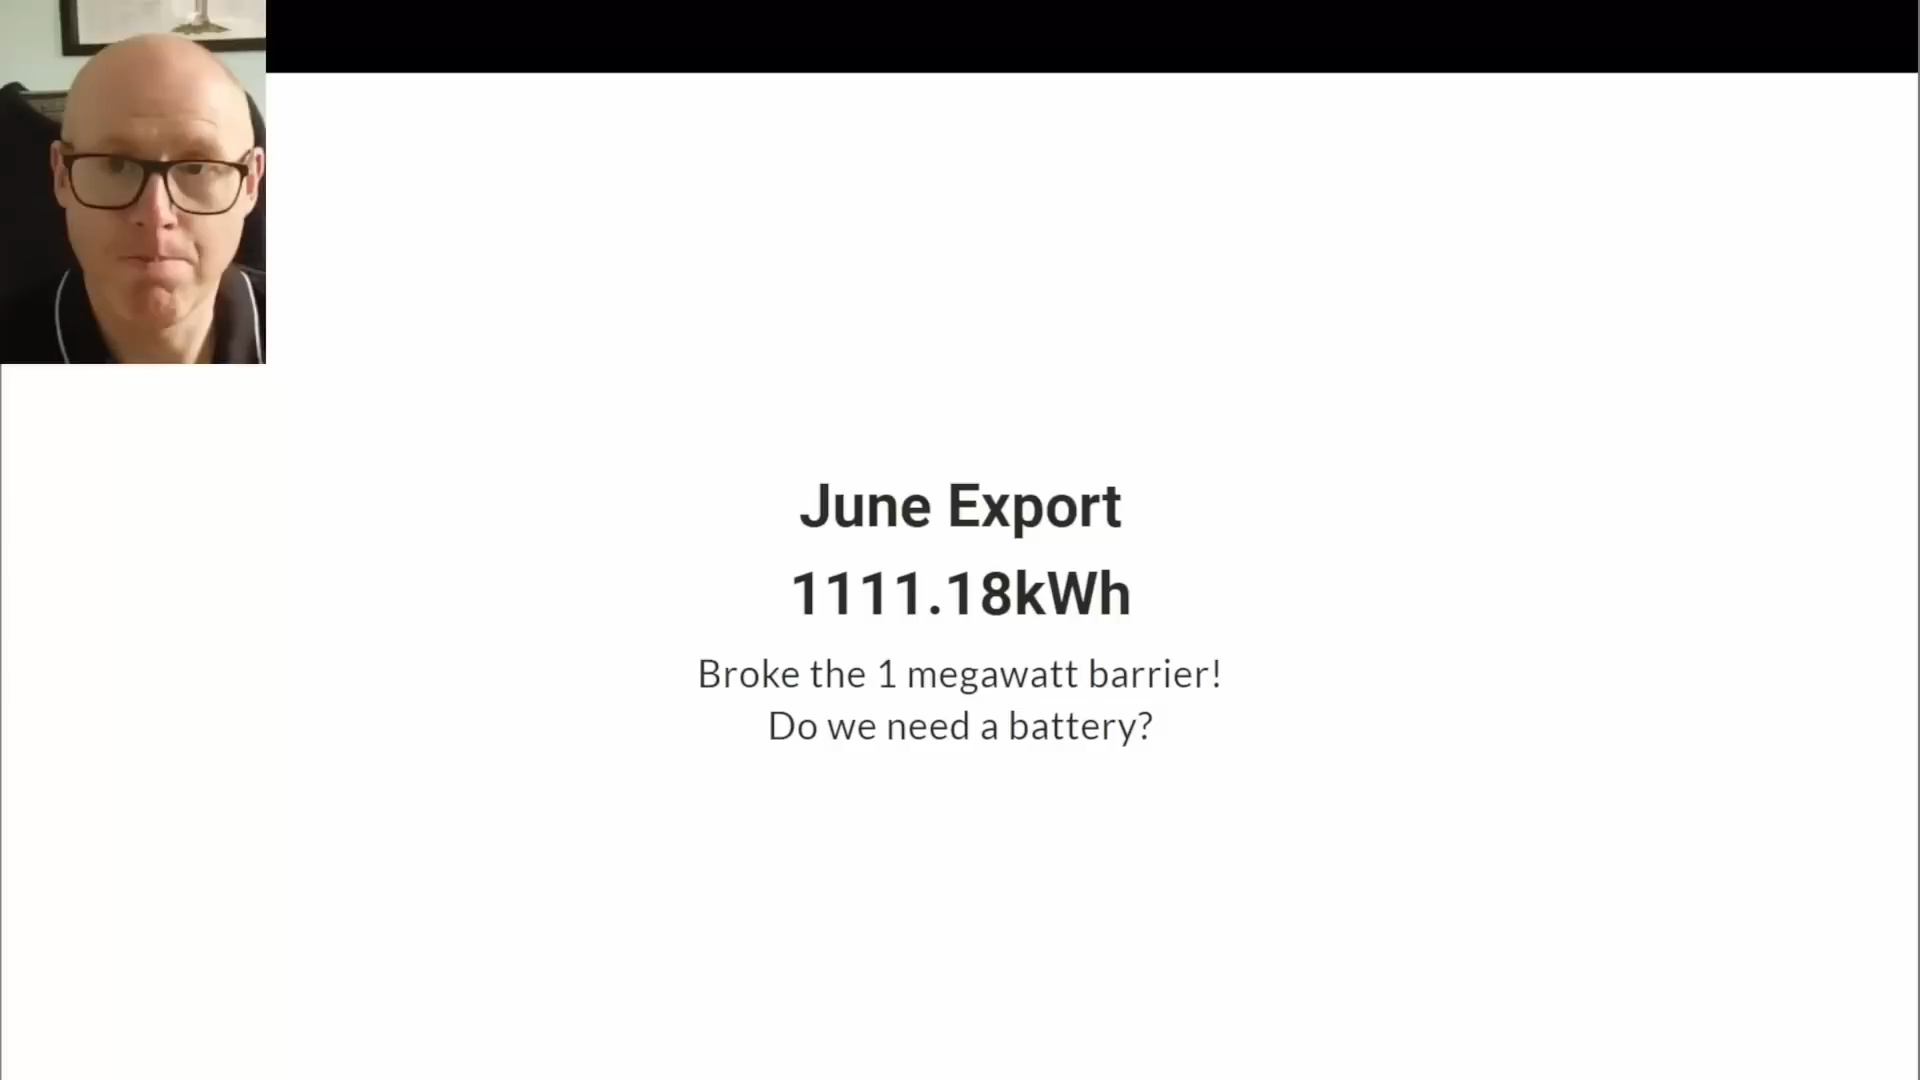 June Export
1111.18kWh
Broke the 1 megawatt barrier!
Do we need a battery?